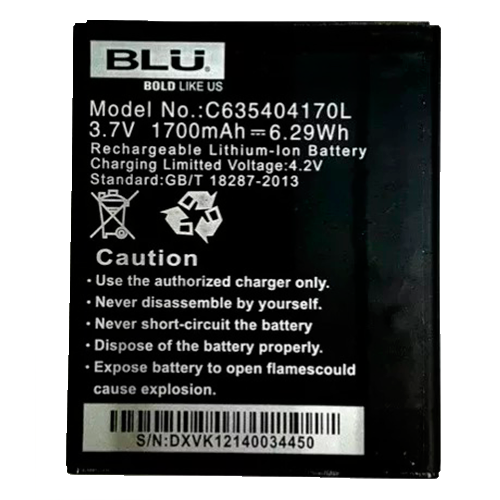 BLU
BOLD LIKE US
Model No.:C635404170L
3.7V 1700mAh=6.29Wh
Rechargeable Lithium-Ion Battery
Charging Limitted Voltage:4.2V
Standard:GB/T 18287-2013
Caution
· Use the authorized charger only.
· Never disassemble by yourself.
· Never short-circuit the battery
· Dispose of the battery properly.
· Expose battery to open flamescould
cause explosion.
S/N:DXVK12140034450